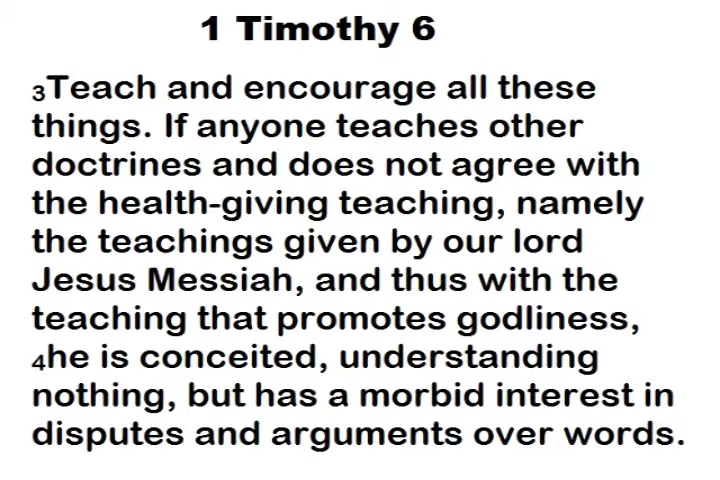 1 Timothy 6
3Teach and encourage all these
things. If anyone teaches other
doctrines and does not agree with
the health-giving teaching, namely
the teachings given by our lord
Jesus Messiah, and thus with the
teaching that promotes godliness,
4he is conceited, understanding
nothing, but has a morbid interest in
disputes and arguments over words.